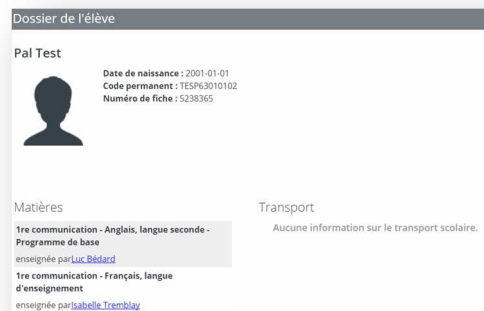 Dossier de l'élève
Pal Test
Date de naissance : 2001-01-01
Code permanent : TESP63010102
Numéro de fiche : 5238365
Matières
1re communication - Anglais, langue seconde -
Programme de base
enseignée parLuc Bédard
1re communication - Français, langue
d'enseignement
enseignée parIsabelle Tremblay
Transport
Aucune information sur le transport scolaire.